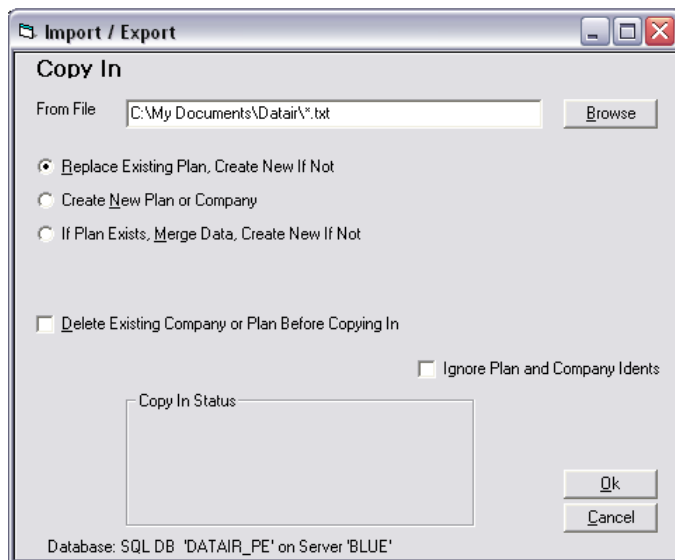 Import / Export
Copy In
From File C:\My Documents\Datair\*.txt Browse
Replace Existing Plan, Create New If Not
Create New Plan or Company
If Plan Exists, Merge Data, Create New If Not
Delete Existing Company or Plan Before Copying In
Ignore Plan and Company Idents
Copy In Status
Ok
Cancel
Database: SQL DB 'DATAIR_PE' on Server 'BLUE'